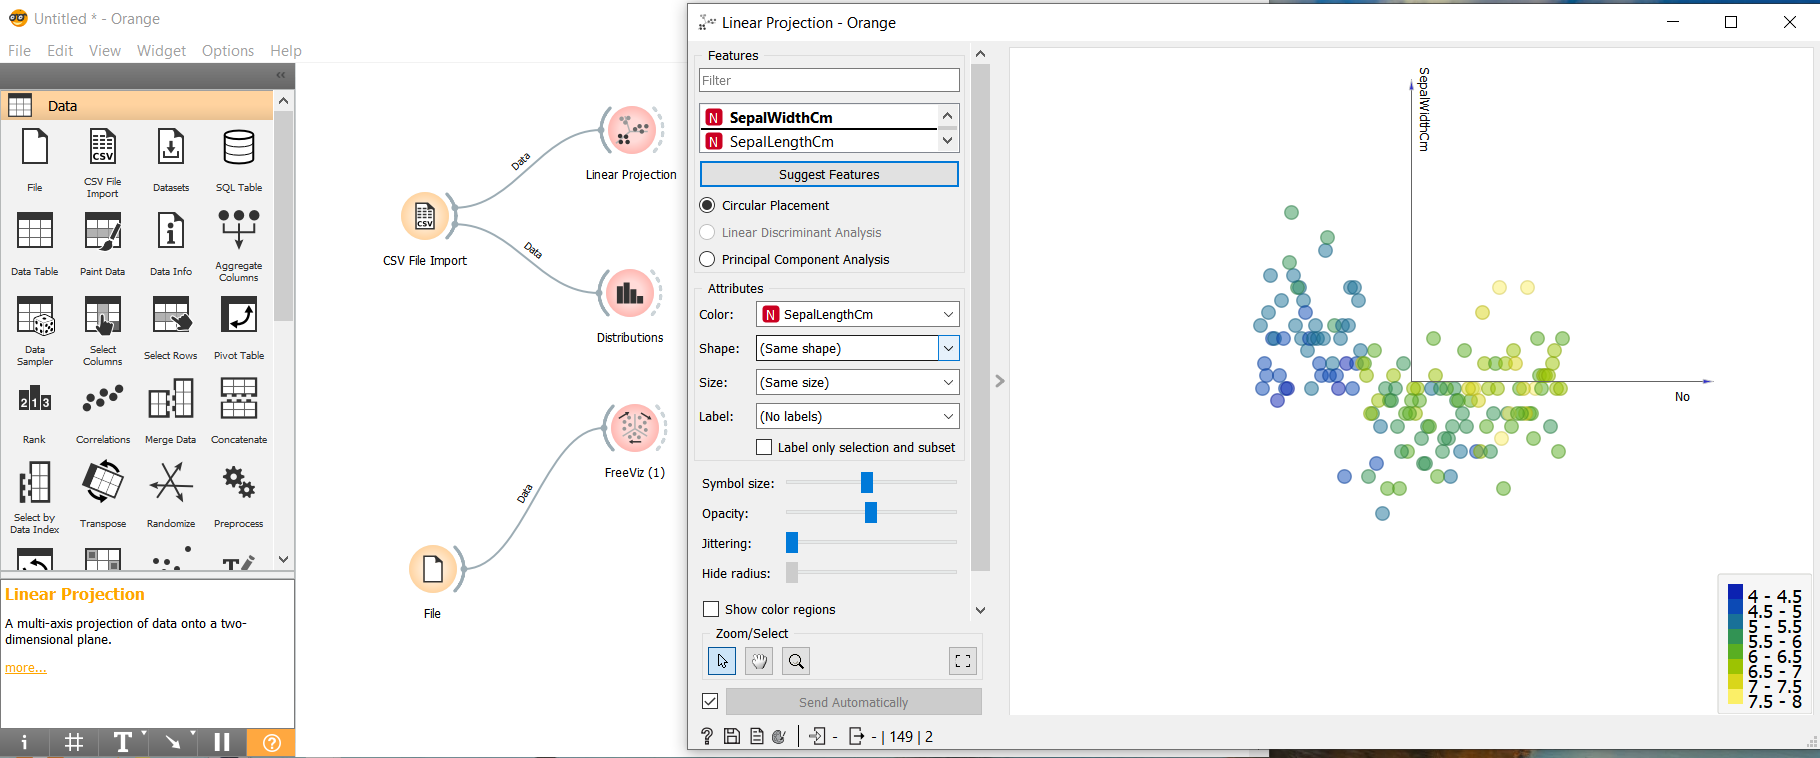 Untitled * - Orange
File Edit View Widget Options Help
Data
File
CSV File
Import
Datasets
SQL Table
Data Table
Paint Data
Data Info
Aggregate
Columns
Data
Sampler
Select
Columns
Select Rows
Pivot Table
Rank
Correlations
Merge Data
Concatenate
Select by
Data Index
Transpose
Randomize
Preprocess
Linear Projection
A multi-axis projection of data onto a two-
dimensional plane.
more...
CSV File Import
Data
Linear Projection
Data
Distributions
File
Data
FreeViz (1)
Linear Projection - Orange
Features
Filter
N SepalWidthCm
N SepalLengthCm
Suggest Features
Circular Placement
Linear Discriminant Analysis
Principal Component Analysis
Attributes
Color: N SepalLengthCm
Shape: (Same shape)
Size: (Same size)
Label: (No labels)
Label only selection and subset
Symbol size:
Opacity:
Jittering:
Hide radius:
Show color regions
Zoom/Select
Send Automatically
? - - | 149 | 2
SepalWidthCm
No
4 - 4.5
4.5 - 5
5 - 5.5
5.5 - 6
6 - 6.5
6.5 - 7
7 - 7.5
7.5 - 8